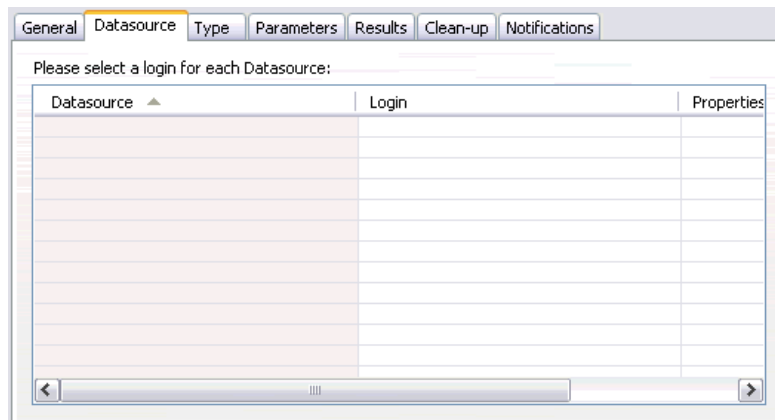 General Datasource Type Parameters Results Clean-up Notifications
Please select a login for each Datasource:
Datasource Login Properties